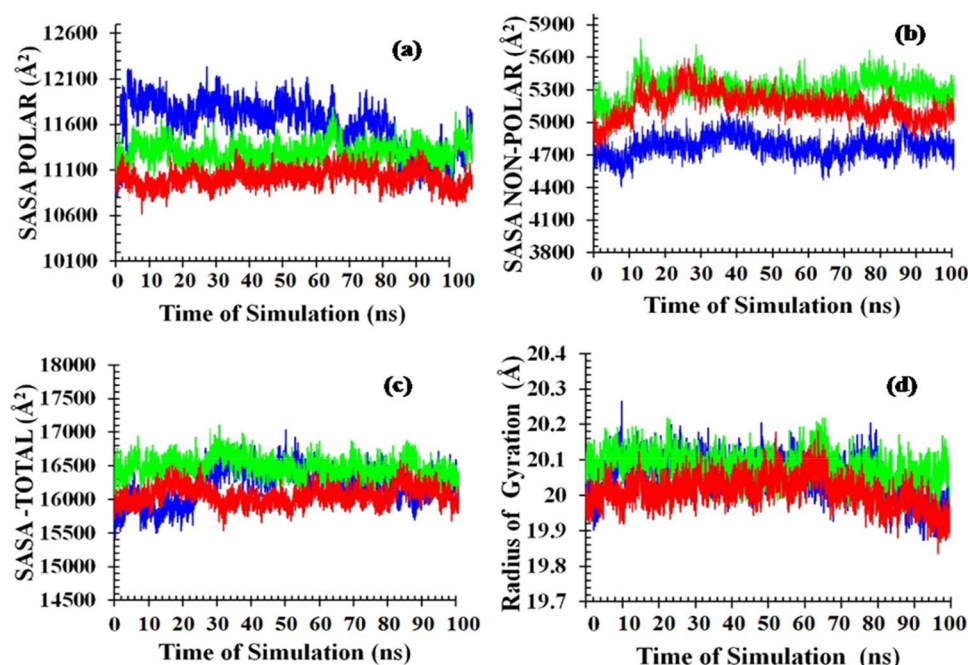 (a)
SASA POLAR (Å²)
12600
12100
11600
11100
10600
10100
0 10 20 30 40 50 60 70 80 90 100
Time of Simulation (ns)
(b)
SASA NON-POLAR (Å²)
5900
5600
5300
5000
4700
4400
4100
3800
0 10 20 30 40 50 60 70 80 90 100
Time of Simulation (ns)
(c)
SASA -TOTAL (Å²)
18000
17500
17000
16500
16000
15500
15000
14500
0 10 20 30 40 50 60 70 80 90 100
Time of Simulation (ns)
(d)
Radius of Gyration (Å)
20.4
20.3
20.2
20.1
20
19.9
19.8
19.7
0 10 20 30 40 50 60 70 80 90 100
Time of Simulation (ns)